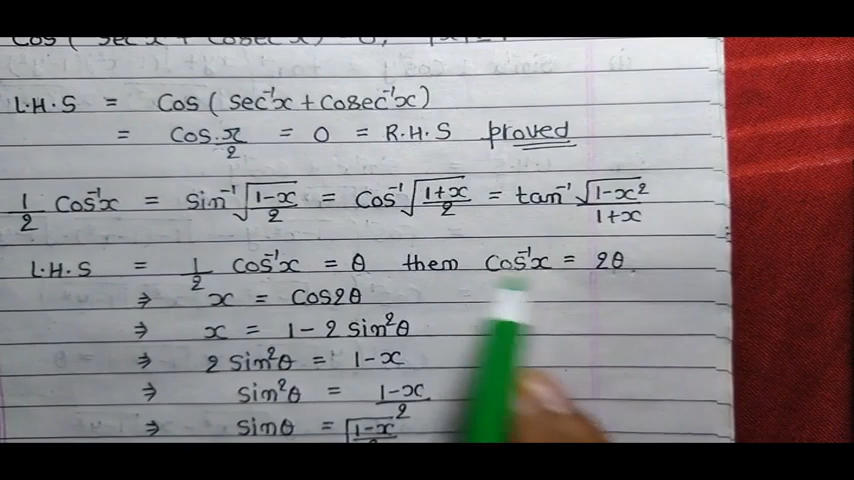 L.H.S = Cos( sec⁻¹x + Cosec⁻¹x)
= Cos π/2 = 0 = R.H.S proved
1/2 Cos⁻¹x = sin⁻¹ √((1-x)/2) = Cos⁻¹ √((1+x)/2) = tan⁻¹ √(1-x²)/(1+x)
L.H.S = 1/2 Cos⁻¹x = θ them Cos⁻¹x = 2θ
⇒ x = Cos2θ
⇒ x = 1-2 Sin²θ
⇒ 2 Sin²θ = 1-x
⇒ Sin²θ = (1-x)/2
⇒ Sinθ = √((1-x)/2)